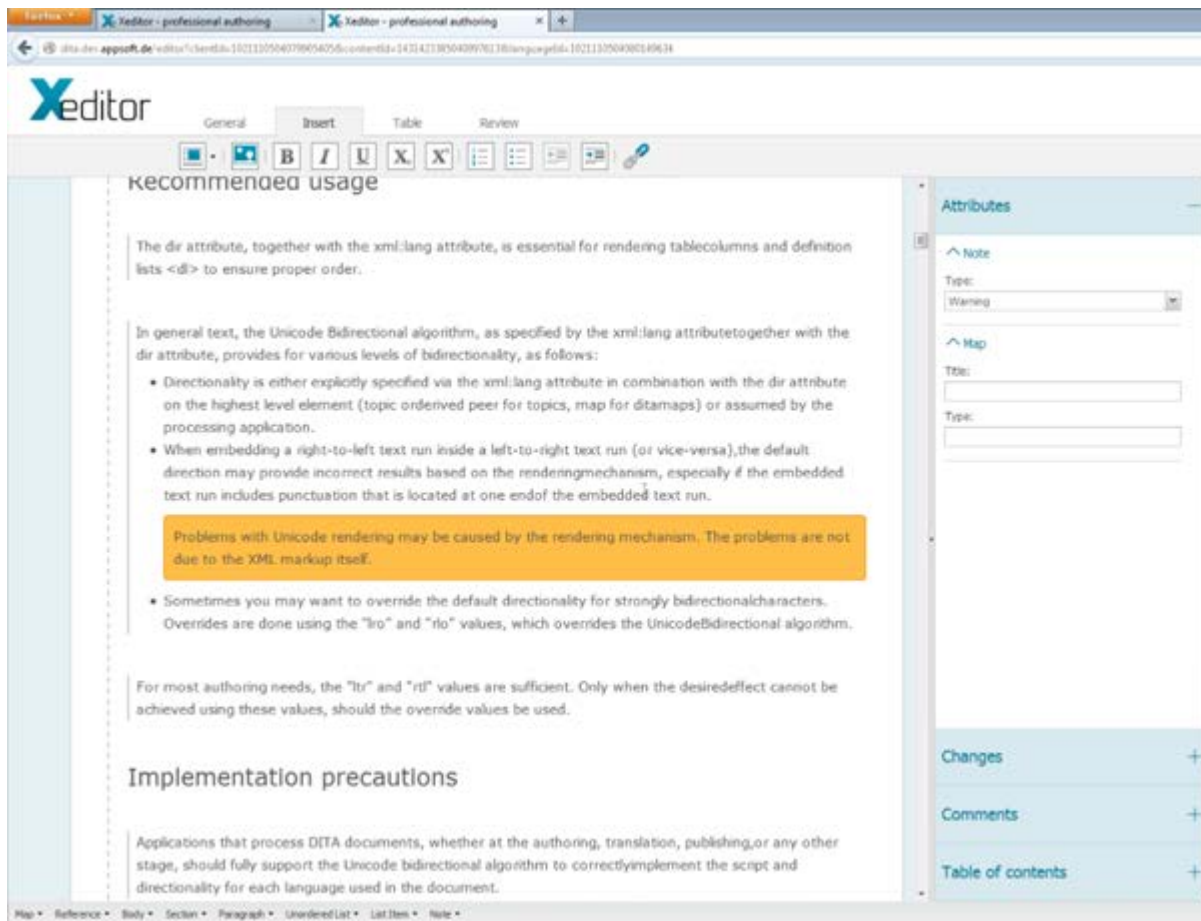 Firefox
Xeditor - professional authoring
Xeditor - professional authoring × +
appsoft.de
Xeditor
General Insert Table Review
B I U X X
Recommended usage
The dir attribute, together with the xml:lang attribute, is essential for rendering tablecolumns and definition
lists <dl> to ensure proper order.
In general text, the Unicode Bidirectional algorithm, as specified by the xml:lang attributetogether with the
dir attribute, provides for various levels of bidirectionality, as follows:
• Directionality is either explicitly specified via the xml:lang attribute in combination with the dir attribute
on the highest level element (topic orderived peer for topics, map for ditamaps) or assumed by the
processing application.
• When embedding a right-to-left text run inside a left-to-right text run (or vice-versa),the default
direction may provide incorrect results based on the renderingmechanism, especially if the embedded
text run includes punctuation that is located at one endof the embedded text run.
Problems with Unicode rendering may be caused by the rendering mechanism. The problems are not
due to the XML markup itself.
• Sometimes you may want to override the default directionality for strongly bidirectionalcharacters.
Overrides are done using the "lro" and "rlo" values, which overrides the UnicodeBidirectional algorithm.
For most authoring needs, the "ltr" and "rtl" values are sufficient. Only when the desiredeffect cannot be
achieved using these values, should the override values be used.
Implementation precautions
Applications that process DITA documents, whether at the authoring, translation, publishing,or any other
stage, should fully support the Unicode bidirectional algorithm to correctlyimplement the script and
directionality for each language used in the document.
Attributes
Note
Type:
Warning
Map
Title:
Type:
Changes
Comments
Table of contents
Map Reference Body Section Paragraph UnorderedList ListItem Note